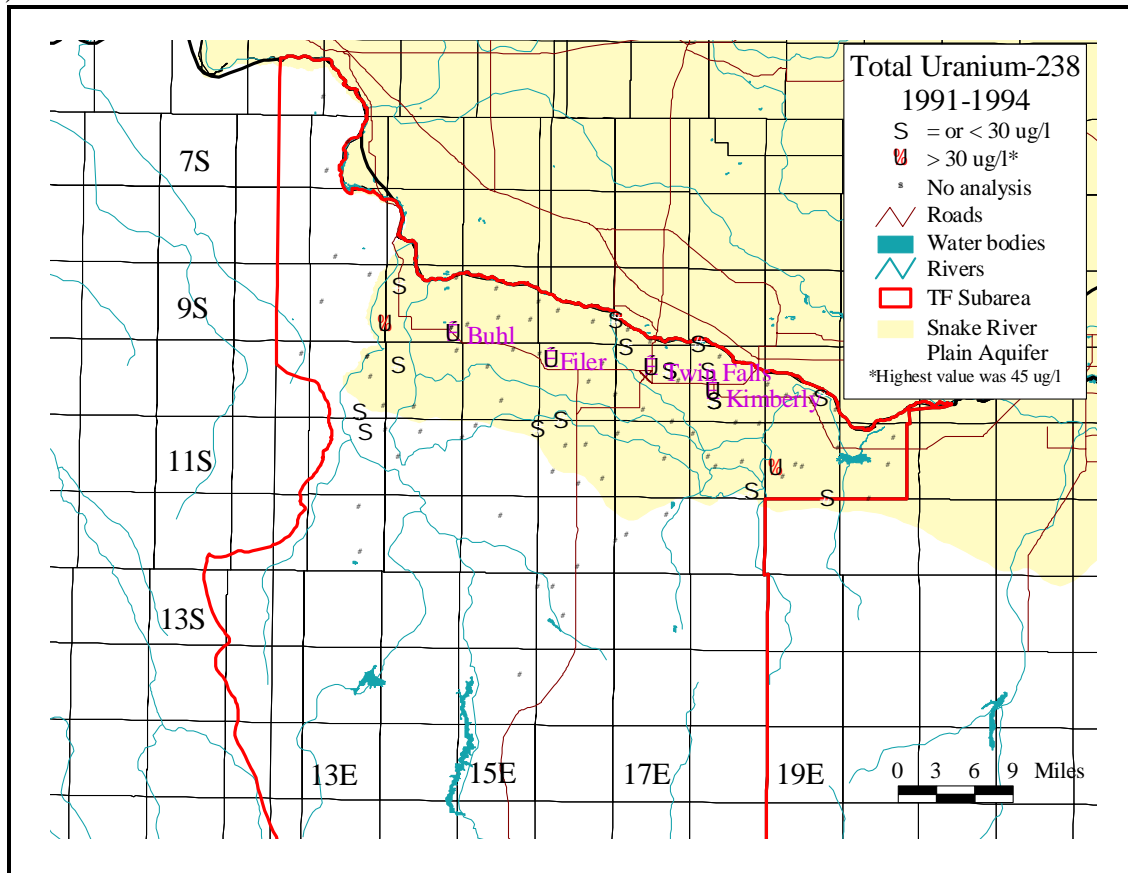 Total Uranium-238
1991-1994
S = or < 30 ug/l
> 30 ug/l*
No analysis
Roads
Water bodies
Rivers
TF Subarea
Snake River
Plain Aquifer
*Highest value was 45 ug/l
7S
9S
11S
13S
Buhl
Filer
Twin Falls
Kimberly
13E
15E
17E
19E
0 3 6 9 Miles